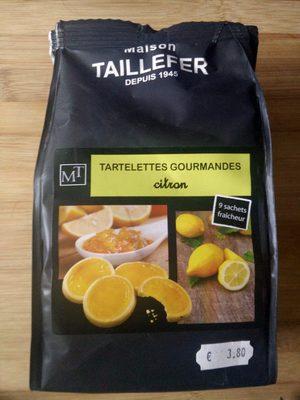 Maison
TAILLEFER
DEPUIS 1945
MT
TARTELETTES GOURMANDES
citron
9 sachets
fraîcheur
€ 3.80